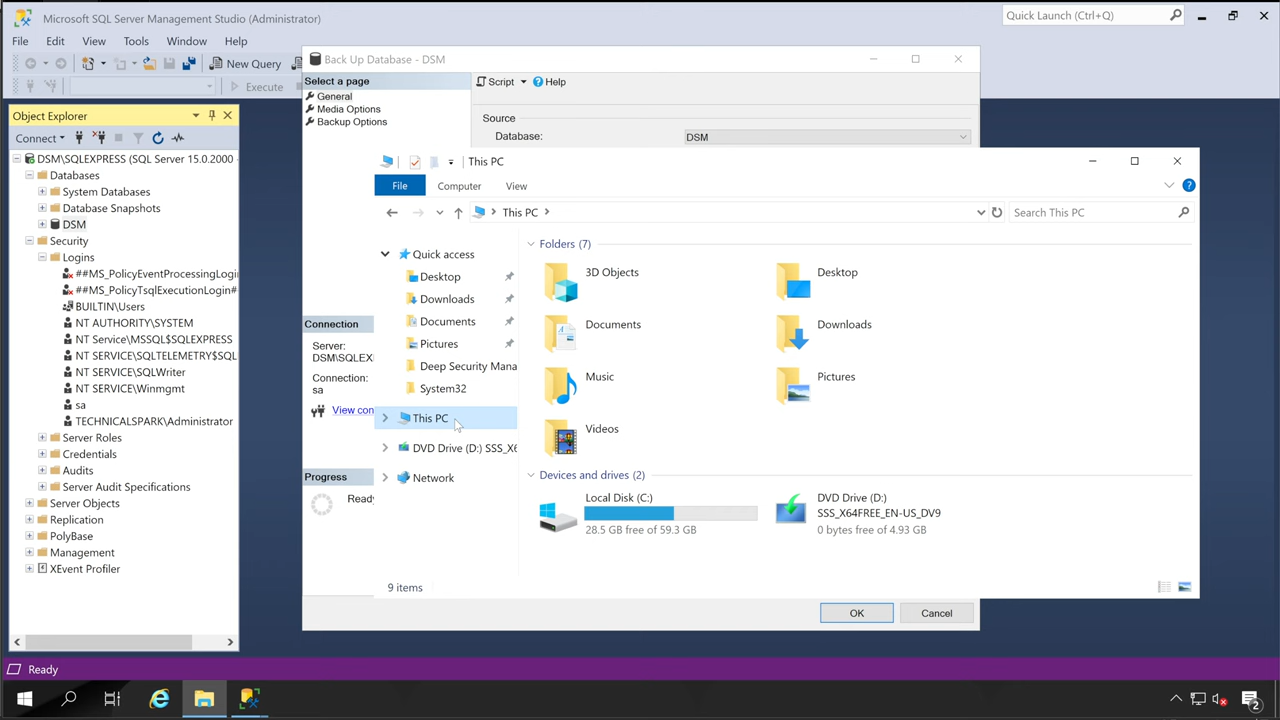 Microsoft SQL Server Management Studio (Administrator)
Quick Launch (Ctrl+Q)
File Edit View Tools Window Help
New Query
Execute
Object Explorer
Connect
DSM\SQLEXPRESS (SQL Server 15.0.2000
Databases
System Databases
Database Snapshots
DSM
Security
Logins
##MS_PolicyEventProcessingLogi
##MS_PolicyTsqlExecutionLogin#
BUILTIN\Users
NT AUTHORITY\SYSTEM
NT Service\MSSQL$SQLEXPRESS
NT SERVICE\SQLTELEMETRY$SQL
NT SERVICE\SQLWriter
NT SERVICE\Winmgmt
sa
TECHNICALSPARK\Administrator
Server Roles
Credentials
Audits
Server Audit Specifications
Server Objects
Replication
PolyBase
Management
XEvent Profiler
Back Up Database - DSM
Select a page
General
Media Options
Backup Options
Script
Help
Source
Database:
DSM
Connection
Server:
DSM\SQLEX
Connection:
sa
View con
Progress
Ready
OK
Cancel
This PC
File
Computer
View
This PC
Search This PC
Quick access
Desktop
Downloads
Documents
Pictures
Deep Security Mana
System32
This PC
DVD Drive (D:) SSS_X6
Network
Folders (7)
3D Objects
Desktop
Documents
Downloads
Music
Pictures
Videos
Devices and drives (2)
Local Disk (C:)
28.5 GB free of 59.3 GB
DVD Drive (D:)
SSS_X64FREE_EN-US_DV9
0 bytes free of 4.93 GB
9 items
Ready
2